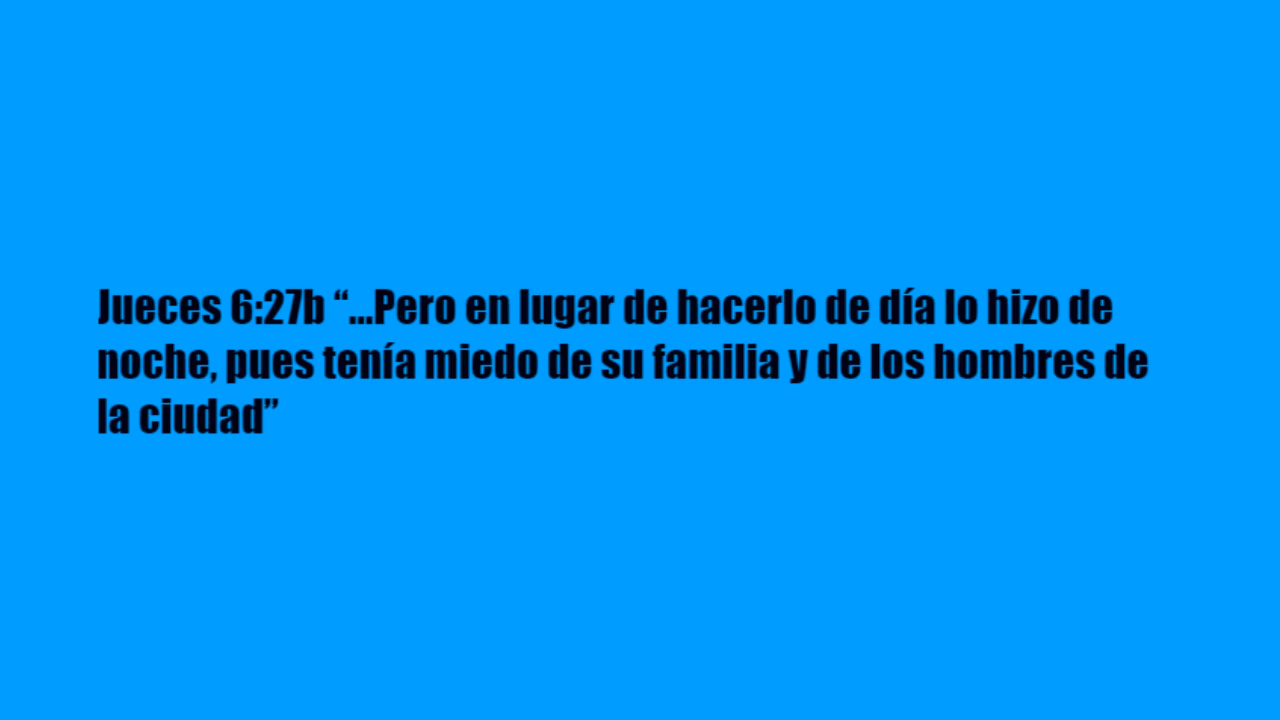 Jueces 6:27b “...Pero en lugar de hacerlo de día lo hizo de
noche, pues tenía miedo de su familia y de los hombres de
la ciudad”